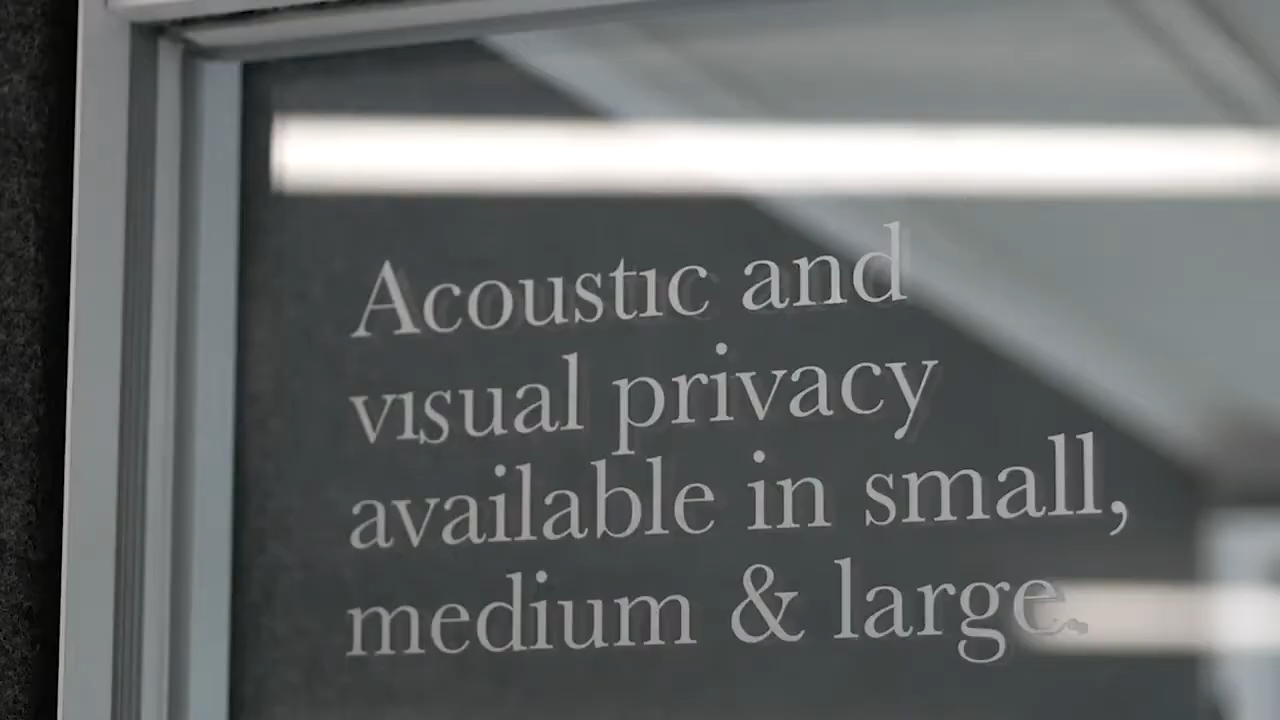 Acoustic and
visual privacy
available in small,
medium & large.